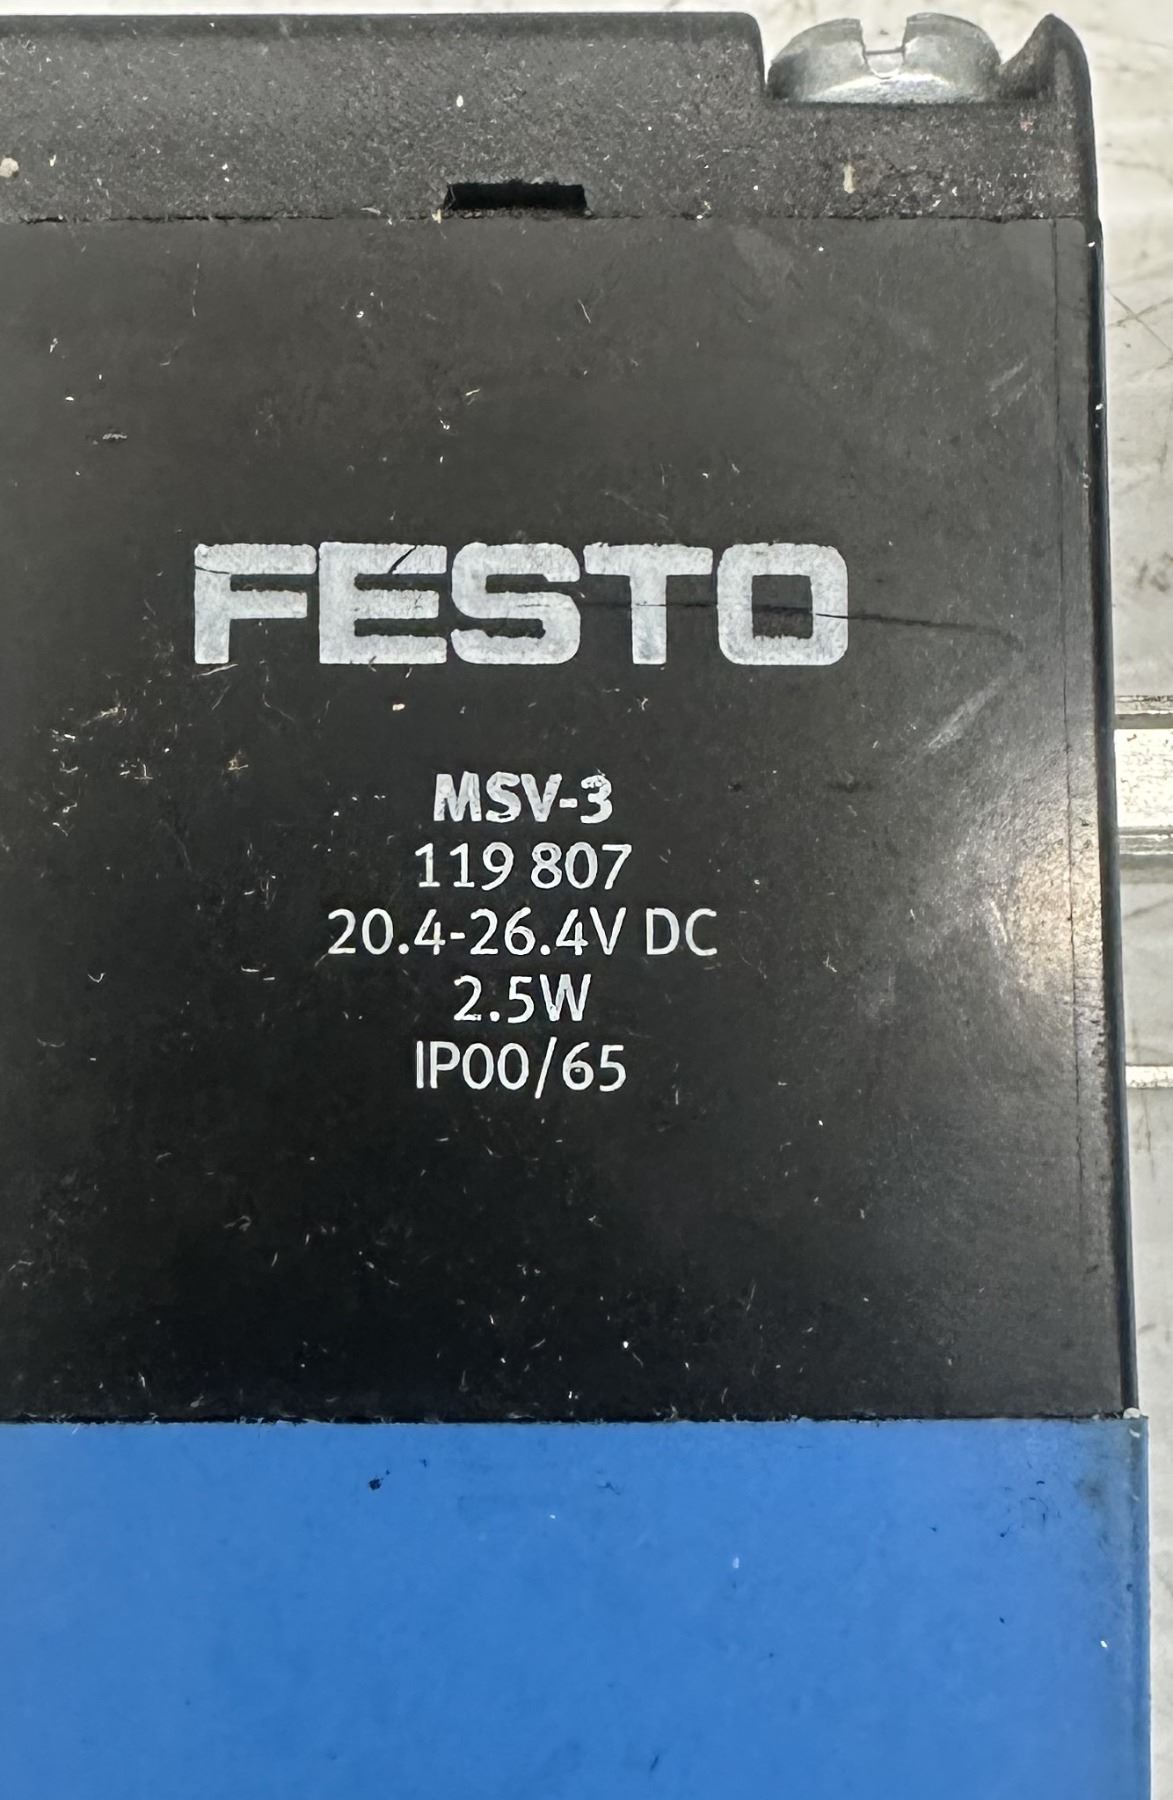 FESTO
MSV-3
119 807
20.4-26.4V DC
2.5W
IP00/65